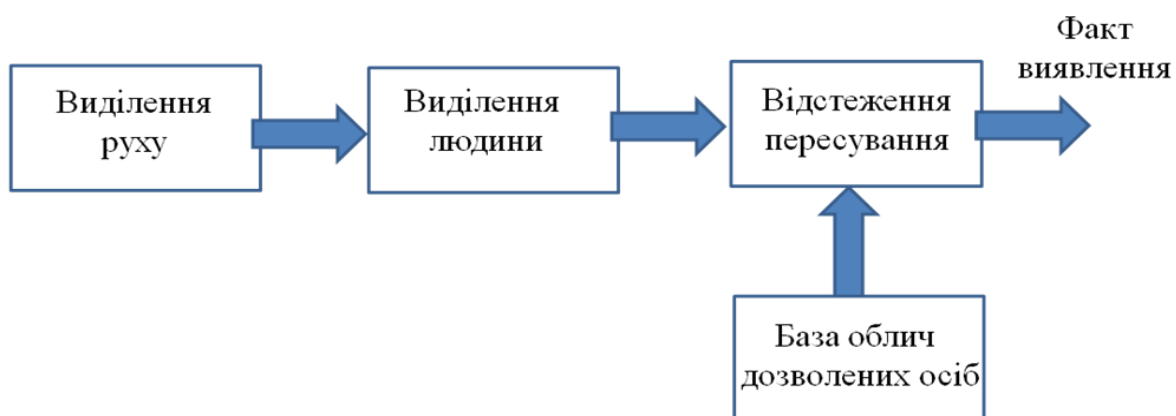 Виділення
руху
Виділення
людини
Відстеження
пересування
Факт
виявлення
База облич
дозволених осіб